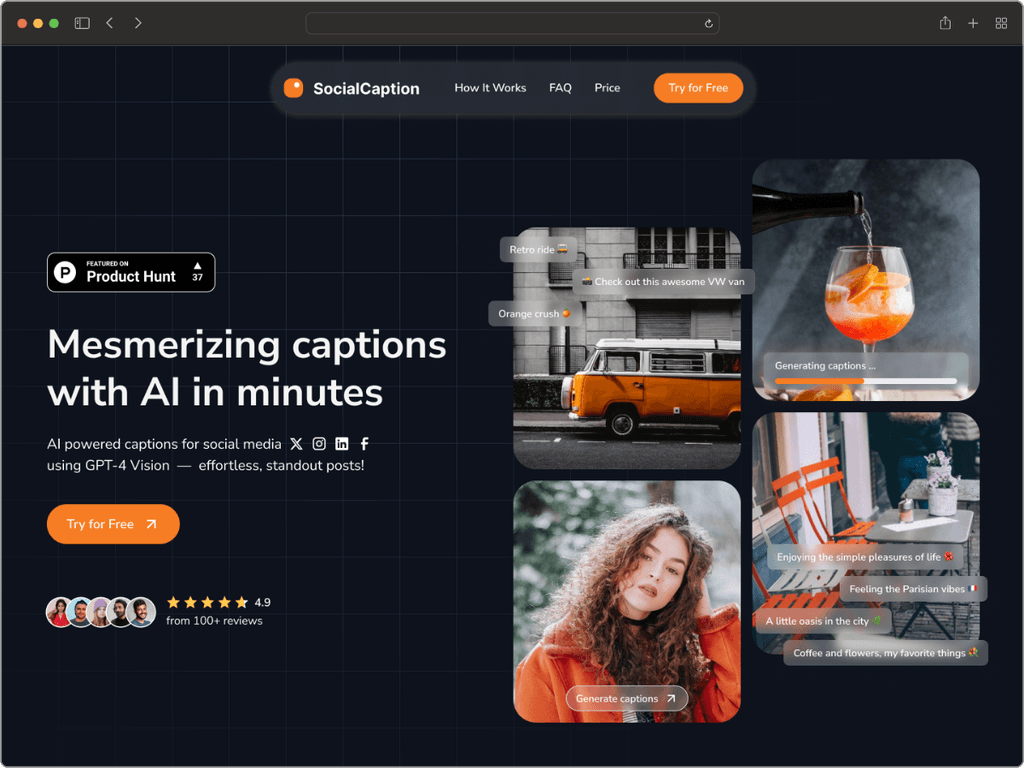 SocialCaption
How It Works
FAQ
Price
Try for Free
FEATURED ON
Product Hunt
37
Mesmerizing captions
with AI in minutes
AI powered captions for social media
using GPT-4 Vision — effortless, standout posts!
Try for Free
4.9
from 100+ reviews
Retro ride
Check out this awesome VW van
Orange crush
Generating captions ...
Generate captions
Enjoying the simple pleasures of life
Feeling the Parisian vibes
A little oasis in the city
Coffee and flowers, my favorite things